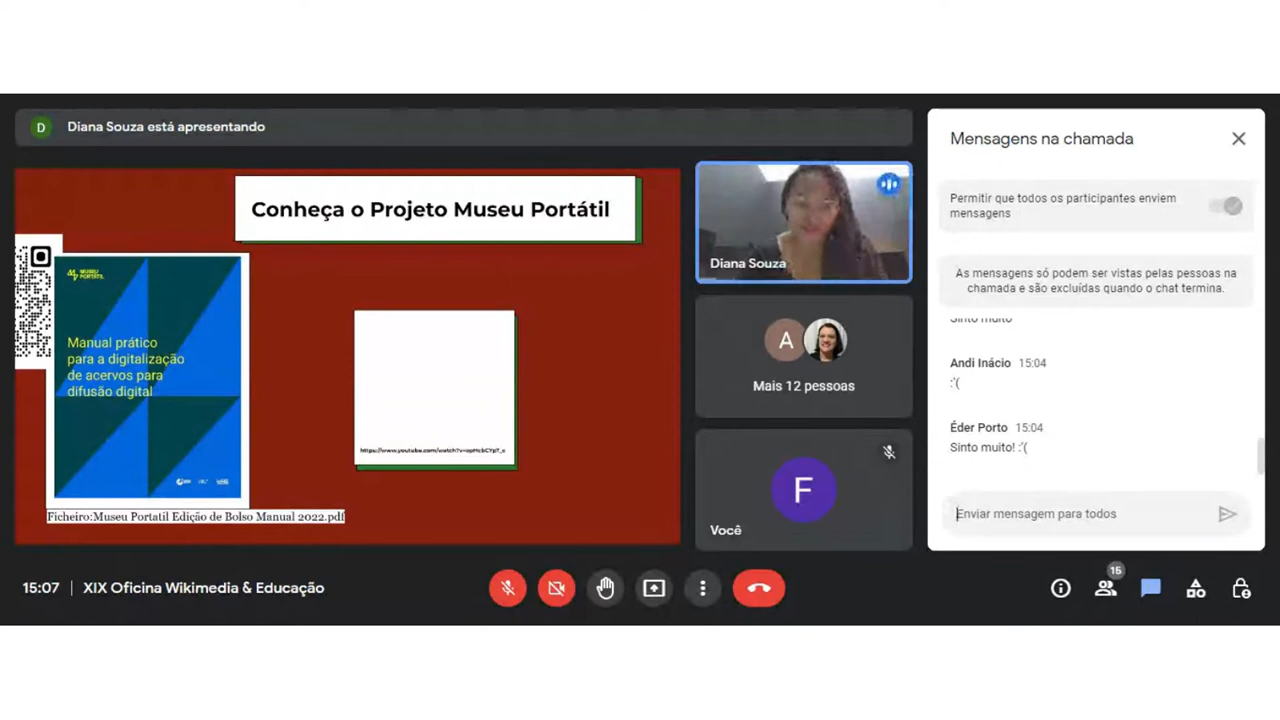 D
Diana Souza está apresentando
Conheça o Projeto Museu Portátil
MUSEU
PORTÁTIL
Manual prático
para a digitalização
de acervos para
difusão digital
Ficheiro:Museu Portatil Edição de Bolso Manual 2022.pdf
Diana Souza
A
Mais 12 pessoas
F
Você
Mensagens na chamada
Permitir que todos os participantes enviem
mensagens
As mensagens só podem ser vistas pelas pessoas na
chamada e são excluídas quando o chat termina.
Sinto muito
Andi Inácio 15:04
:'(
Éder Porto 15:04
Sinto muito! :'(
Enviar mensagem para todos
15:07 | XIX Oficina Wikimedia & Educação
15